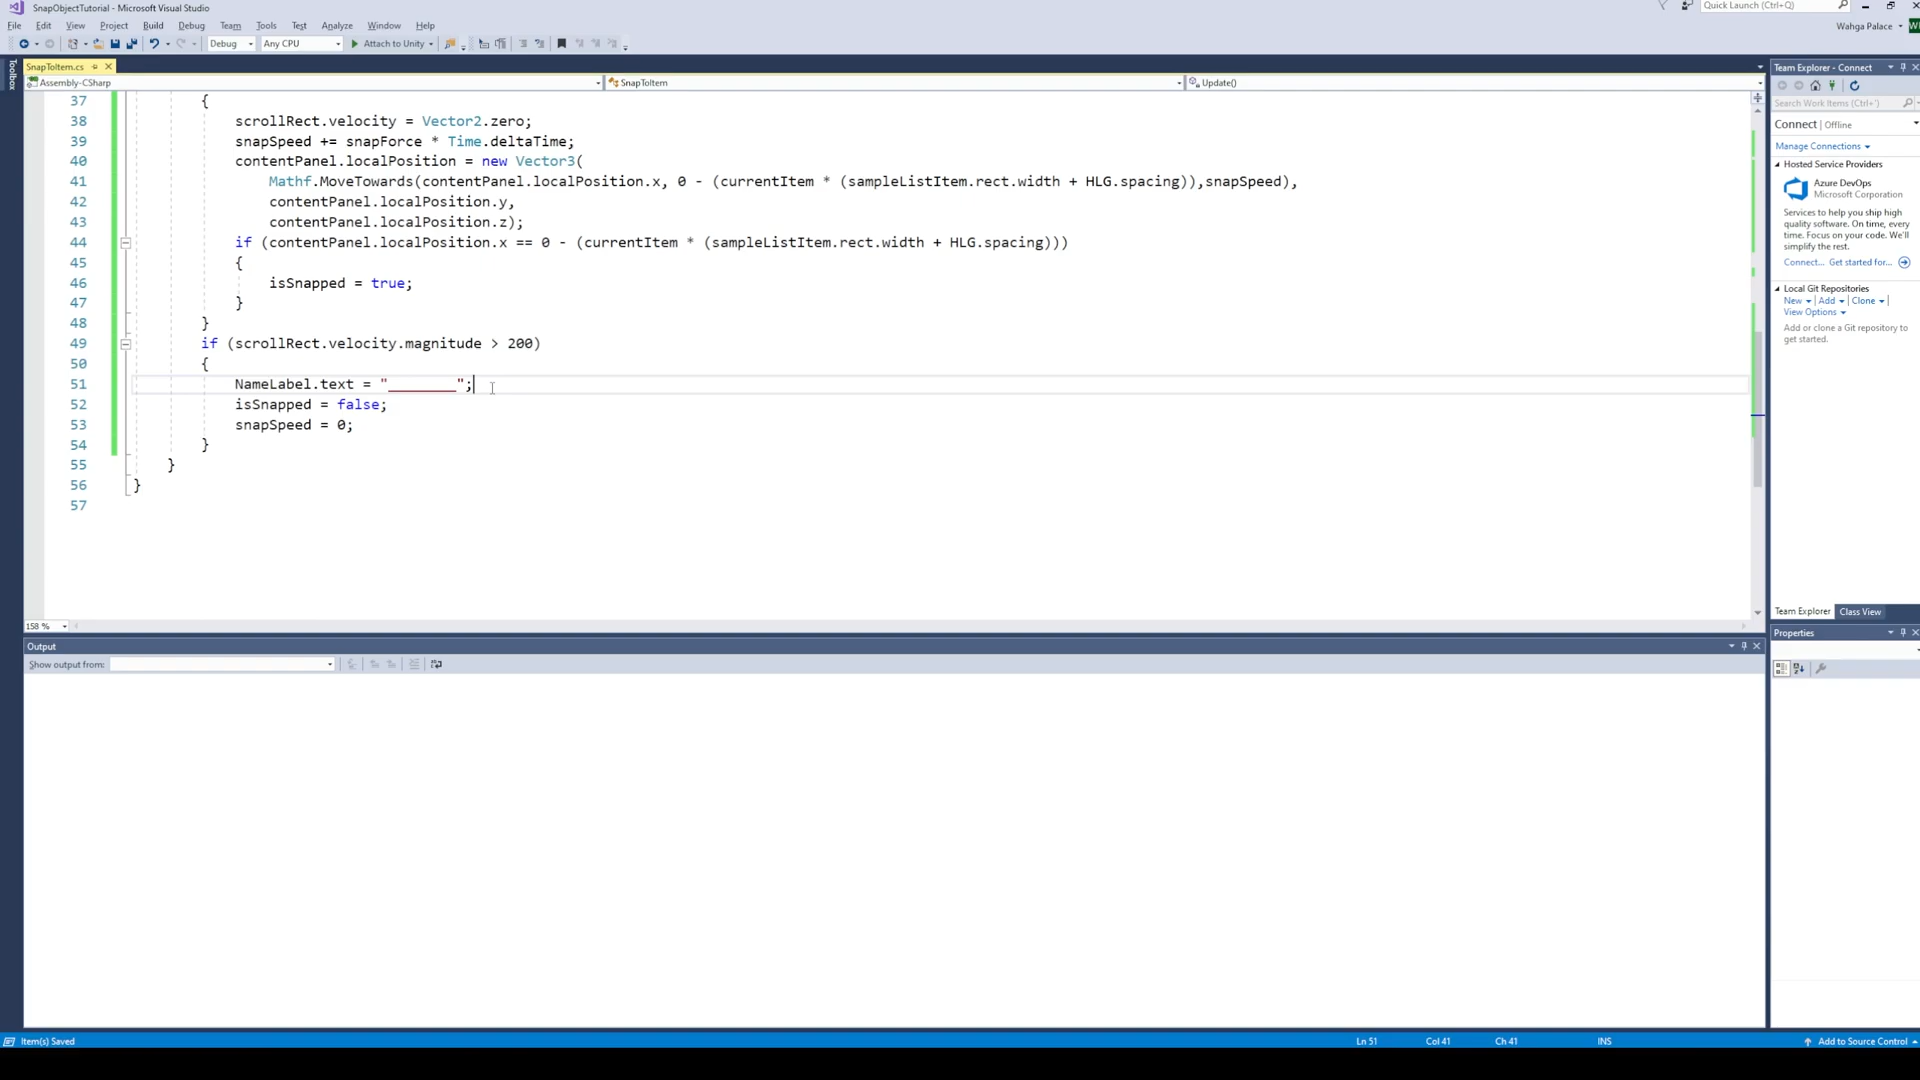 SnapObjectTutorial - Microsoft Visual Studio
Quick Launch (Ctrl+Q)
File Edit View Project Build Debug Team Tools Test Analyze Window Help
Wahga Palace
Debug Any CPU Attach to Unity
Toolbox
SnapToItem.cs
Assembly-CSharp SnapToItem Update()
37 {
38 scrollRect.velocity = Vector2.zero;
39 snapSpeed += snapForce * Time.deltaTime;
40 contentPanel.localPosition = new Vector3(
41 Mathf.MoveTowards(contentPanel.localPosition.x, 0 - (currentItem * (sampleListItem.rect.width + HLG.spacing)),snapSpeed),
42 contentPanel.localPosition.y,
43 contentPanel.localPosition.z);
44 if (contentPanel.localPosition.x == 0 - (currentItem * (sampleListItem.rect.width + HLG.spacing)))
45 {
46 isSnapped = true;
47 }
48 }
49 if (scrollRect.velocity.magnitude > 200)
50 {
51 NameLabel.text = "________";
52 isSnapped = false;
53 snapSpeed = 0;
54 }
55 }
56 }
57
158 %
Team Explorer - Connect
Search Work Items (Ctrl+')
Connect | Offline
Manage Connections
Hosted Service Providers
Azure DevOps
Microsoft Corporation
Services to help you ship high
quality software. On time, every
time. Focus on your code. We'll
simplify the rest.
Connect... Get started for...
Local Git Repositories
New | Add | Clone |
View Options
Add or clone a Git repository to
get started.
Team Explorer Class View
Properties
Output
Show output from:
Item(s) Saved Ln 51 Col 41 Ch 41 INS Add to Source Control